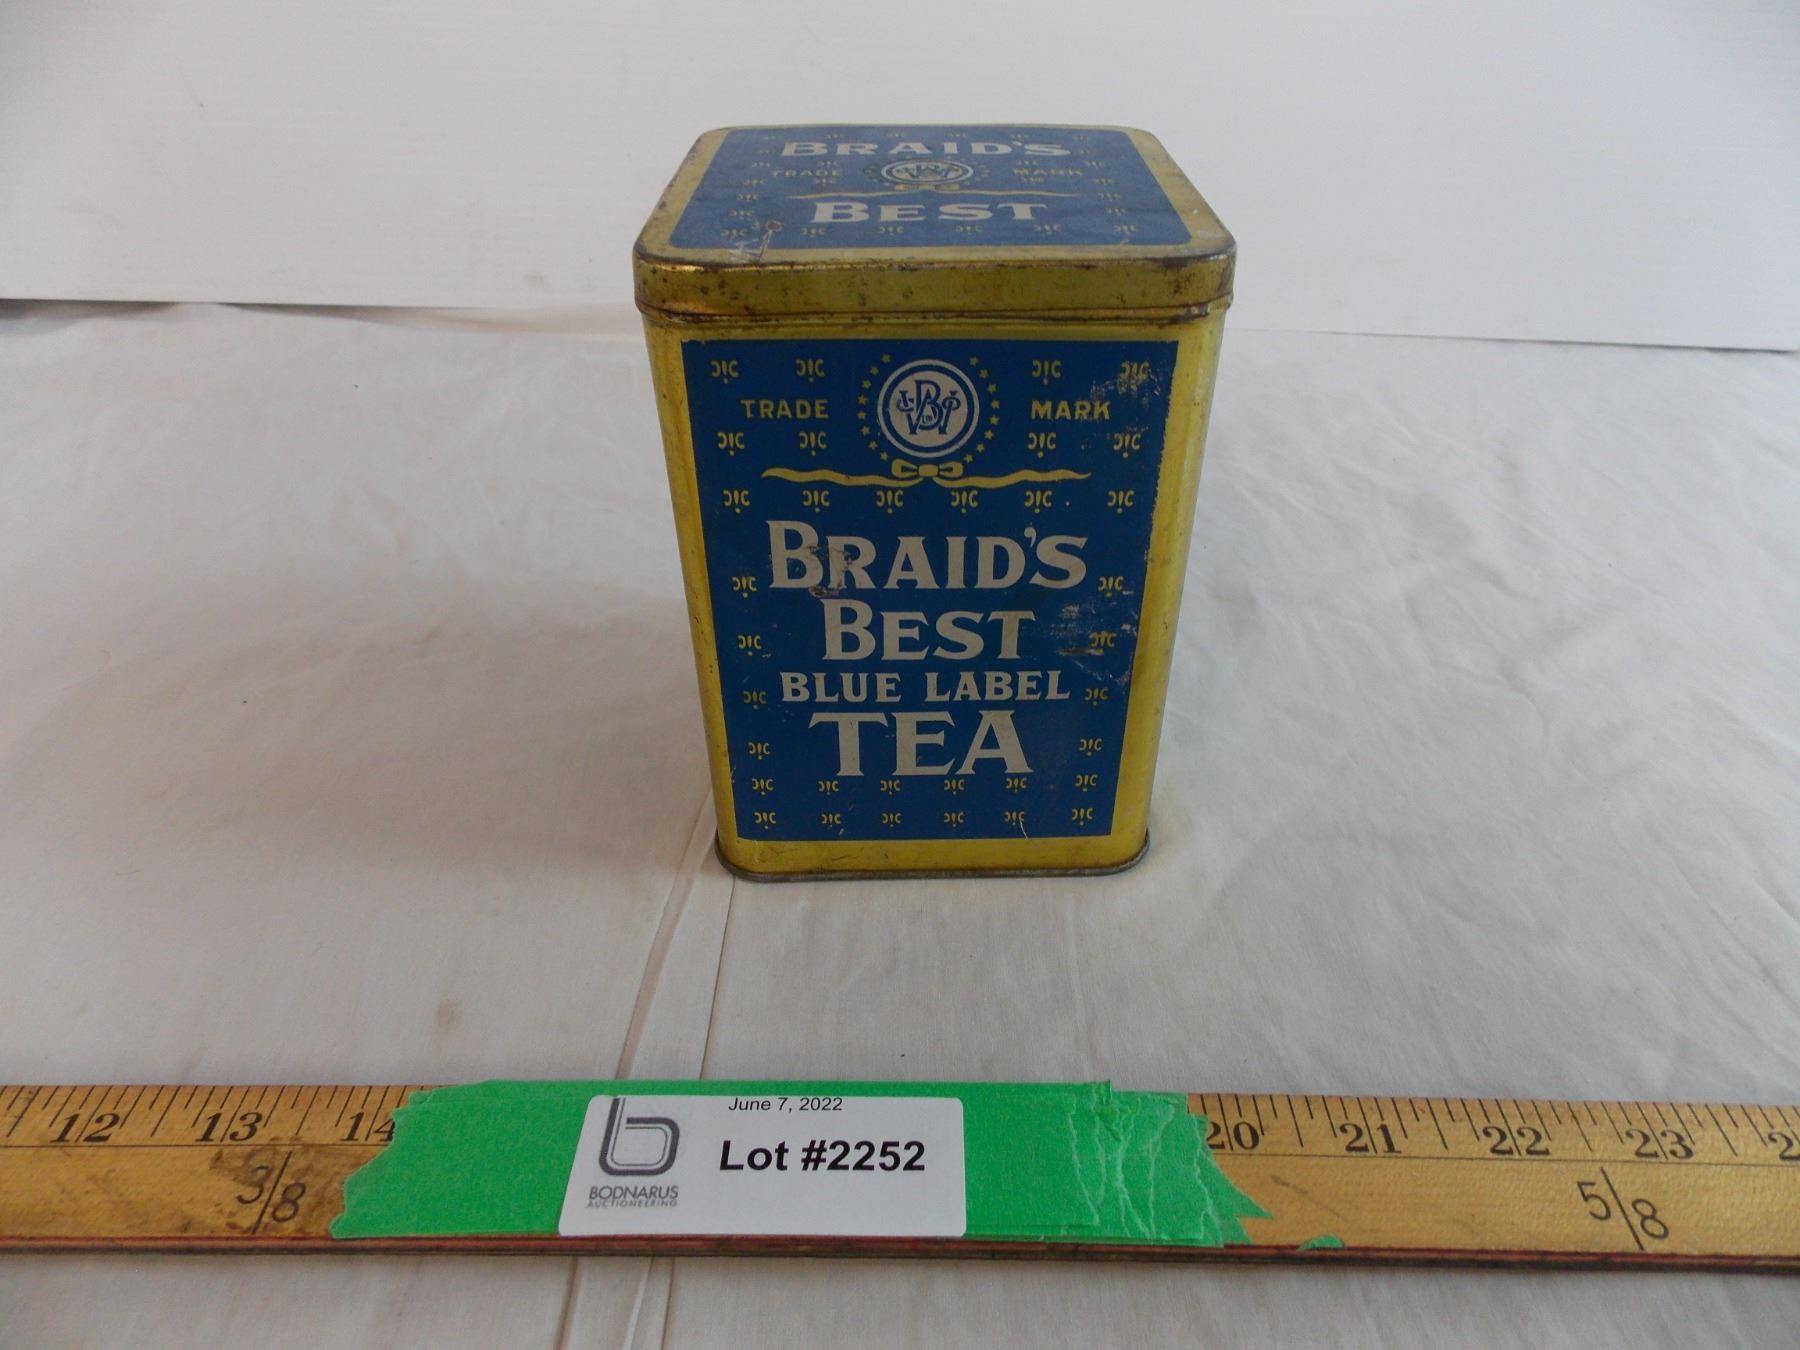 BRAID'S
TRADE MARK
BEST
TRADE MARK
BRAID'S
BEST
BLUE LABEL
TEA
12 13 14 20 21 22 23
3/8 5/8
June 7, 2022
Lot #2252
BODNARUS
AUCTIONEERING